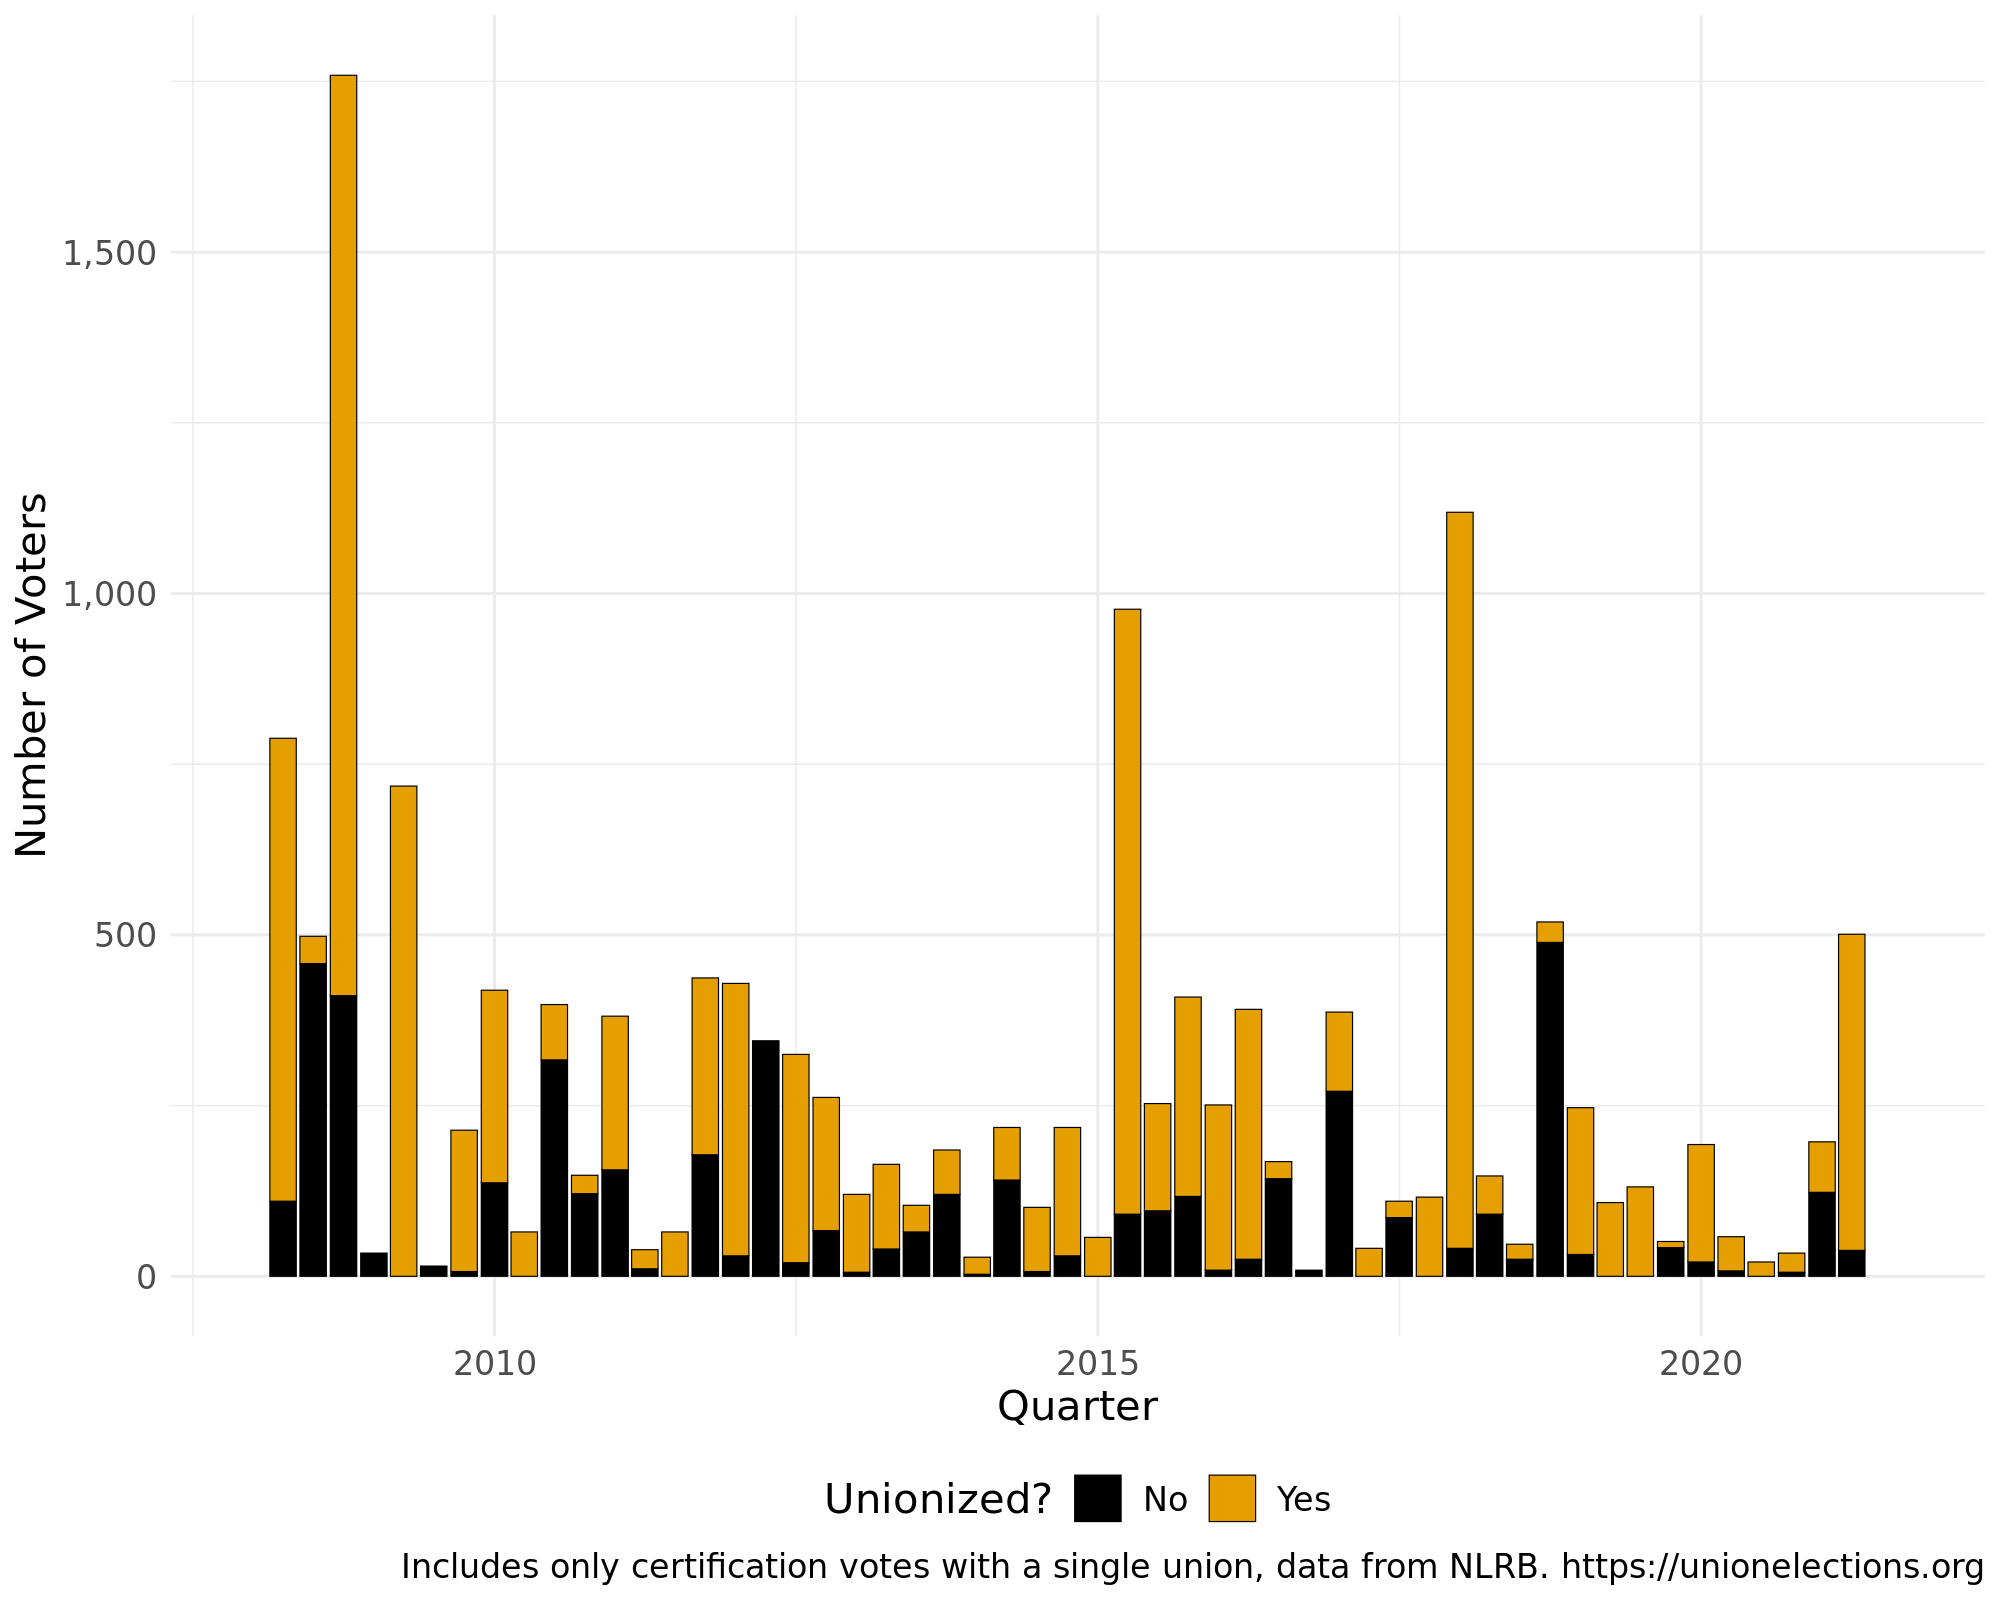 1,500
1,000
500
0
Number of Voters
2010 2015 2020
Quarter
Unionized? No Yes
Includes only certification votes with a single union, data from NLRB. https://unionelections.org